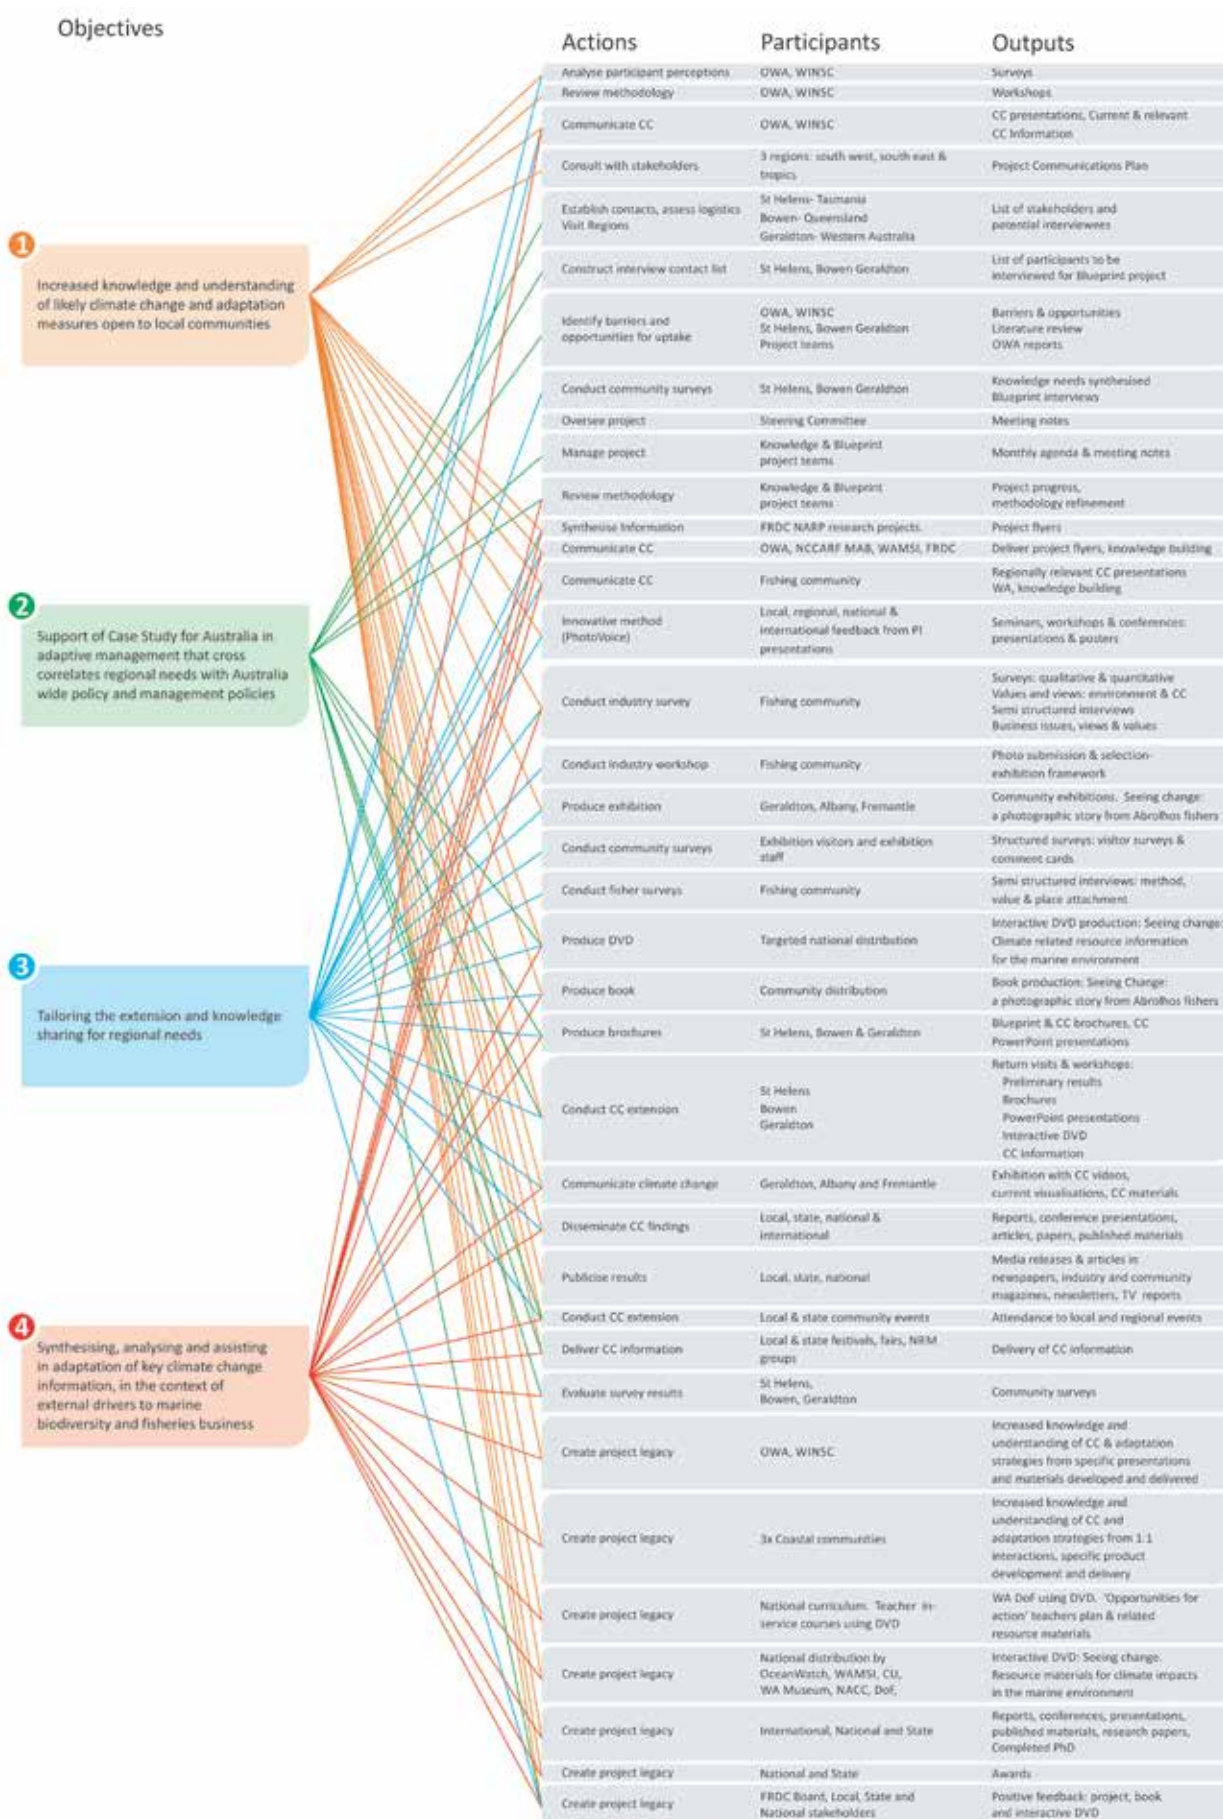 Objectives
Actions
Participants
Outputs
1
Increased knowledge and understanding
of likely climate change and adaptation
measures open to local communities
2
Support of Case Study for Australia in
adaptive management that cross
correlates regional needs with Australia
wide policy and management policies
3
Tailoring the extension and knowledge
sharing for regional needs
4
Synthesising, analysing and assisting
in adaptation of key climate change
information, in the context of
external drivers to marine
biodiversity and fisheries business
Analyse participant perceptions
OWA, WINSC
Surveys
Review methodology
OWA, WINSC
Workshops
Communicate CC
OWA, WINSC
CC presentations, Current & relevant
CC Information
Consult with stakeholders
3 regions: south west, south east &
tropics
Project Communications Plan
Establish contacts, assess logistics
Visit Regions
St Helens- Tasmania
Bowen- Queensland
Geraldton- Western Australia
List of stakeholders and
potential interviewees
Construct interview contact list
St Helens, Bowen Geraldton
List of participants to be
interviewed for Blueprint project
Identify barriers and
opportunities for uptake
OWA, WINSC
St Helens, Bowen Geraldton
Project teams
Barriers & opportunities
Literature review
OWA reports
Conduct community surveys
St Helens, Bowen Geraldton
Knowledge needs synthesised
Blueprint interviews
Oversee project
Steering Committee
Meeting notes
Manage project
Knowledge & Blueprint
project teams
Monthly agenda & meeting notes
Review methodology
Knowledge & Blueprint
project teams
Project progress,
methodology refinement
Synthesise Information
FRDC NARP research projects.
Project flyers
Communicate CC
OWA, NCCARF MAB, WAMSI, FRDC
Deliver project flyers, knowledge building
Communicate CC
Fishing community
Regionally relevant CC presentations
WA, knowledge building
Innovative method
(PhotoVoice)
Local, regional, national &
international feedback from PI
presentations
Seminars, workshops & conferences:
presentations & posters
Conduct industry survey
Fishing community
Surveys: qualitative & quantitative
Values and views: environment & CC
Semi structured interviews
Business issues, views & values
Conduct industry workshop
Fishing community
Photo submission & selection-
exhibition framework
Produce exhibition
Geraldton, Albany, Fremantle
Community exhibitions. Seeing change:
a photographic story from Abrolhos fishers
Conduct community surveys
Exhibition visitors and exhibition
staff
Structured surveys: visitor surveys &
comment cards
Conduct fisher surveys
Fishing community
Semi structured interviews: method,
value & place attachment
Produce DVD
Targeted national distribution
Interactive DVD production: Seeing change:
Climate related resource information
for the marine environment
Produce book
Community distribution
Book production: Seeing Change:
a photographic story from Abrolhos fishers
Produce brochures
St Helens, Bowen & Geraldton
Blueprint & CC brochures, CC
PowerPoint presentations
Conduct CC extension
St Helens
Bowen
Geraldton
Return visits & workshops:
Preliminary results
Brochures
PowerPoint presentations
Interactive DVD
CC Information
Communicate climate change
Geraldton, Albany and Fremantle
Exhibition with CC videos,
current visualisations, CC materials
Disseminate CC findings
Local, state, national &
international
Reports, conference presentations,
articles, papers, published materials
Publicise results
Local, state, national
Media releases & articles in
newspapers, industry and community
magazines, newsletters, TV reports
Conduct CC extension
Local & state community events
Attendance to local and regional events
Deliver CC information
Local & state festivals, fairs, NRM
groups
Delivery of CC information
Evaluate survey results
St Helens,
Bowen, Geraldton
Community surveys
Create project legacy
OWA, WINSC
Increased knowledge and
understanding of CC & adaptation
strategies from specific presentations
and materials developed and delivered
Create project legacy
3x Coastal communities
Increased knowledge and
understanding of CC and
adaptation strategies from 1:1
interactions, specific product
development and delivery
Create project legacy
National curriculum. Teacher in-
service courses using DVD
WA DoF using DVD. 'Opportunities for
action' teachers plan & related
resource materials
Create project legacy
National distribution by
OceanWatch, WAMSI, CU,
WA Museum, NACC, DoF,
Interactive DVD: Seeing change.
Resource materials for climate impacts
in the marine environment
Create project legacy
International, National and State
Reports, conferences, presentations,
published materials, research papers,
Completed PhD
Create project legacy
National and State
Awards
Create project legacy
FRDC Board, Local, State and
National stakeholders
Positive feedback: project, book
and interactive DVD